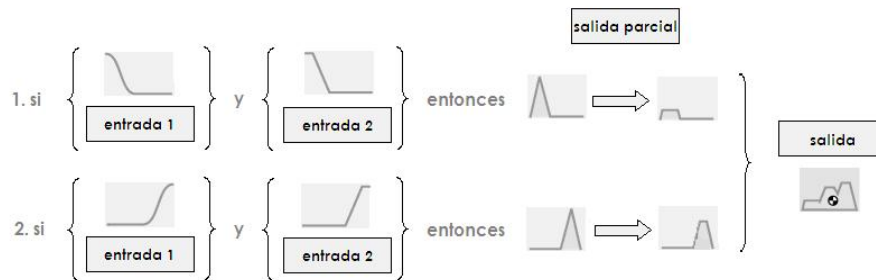 salida parcial
1. si entrada 1 y entrada 2 entonces
salida
2. si entrada 1 y entrada 2 entonces